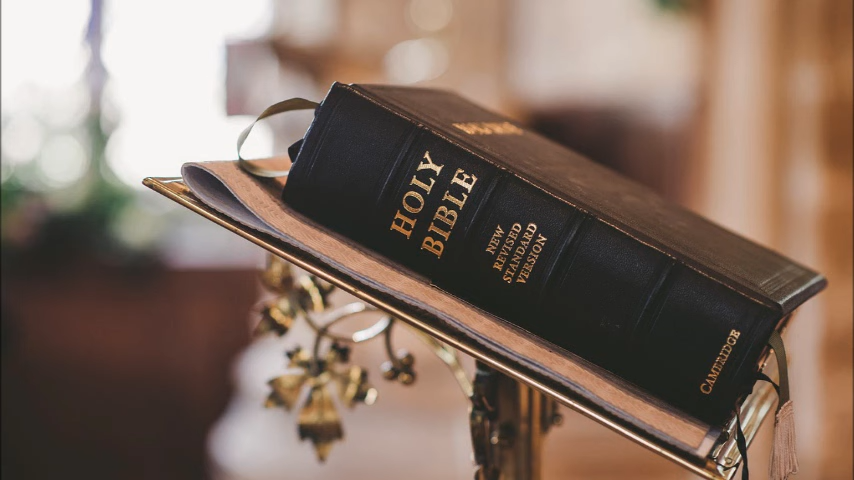 HOLY
BIBLE
NEW
REVISED
STANDARD
VERSION
CAMBRIDGE